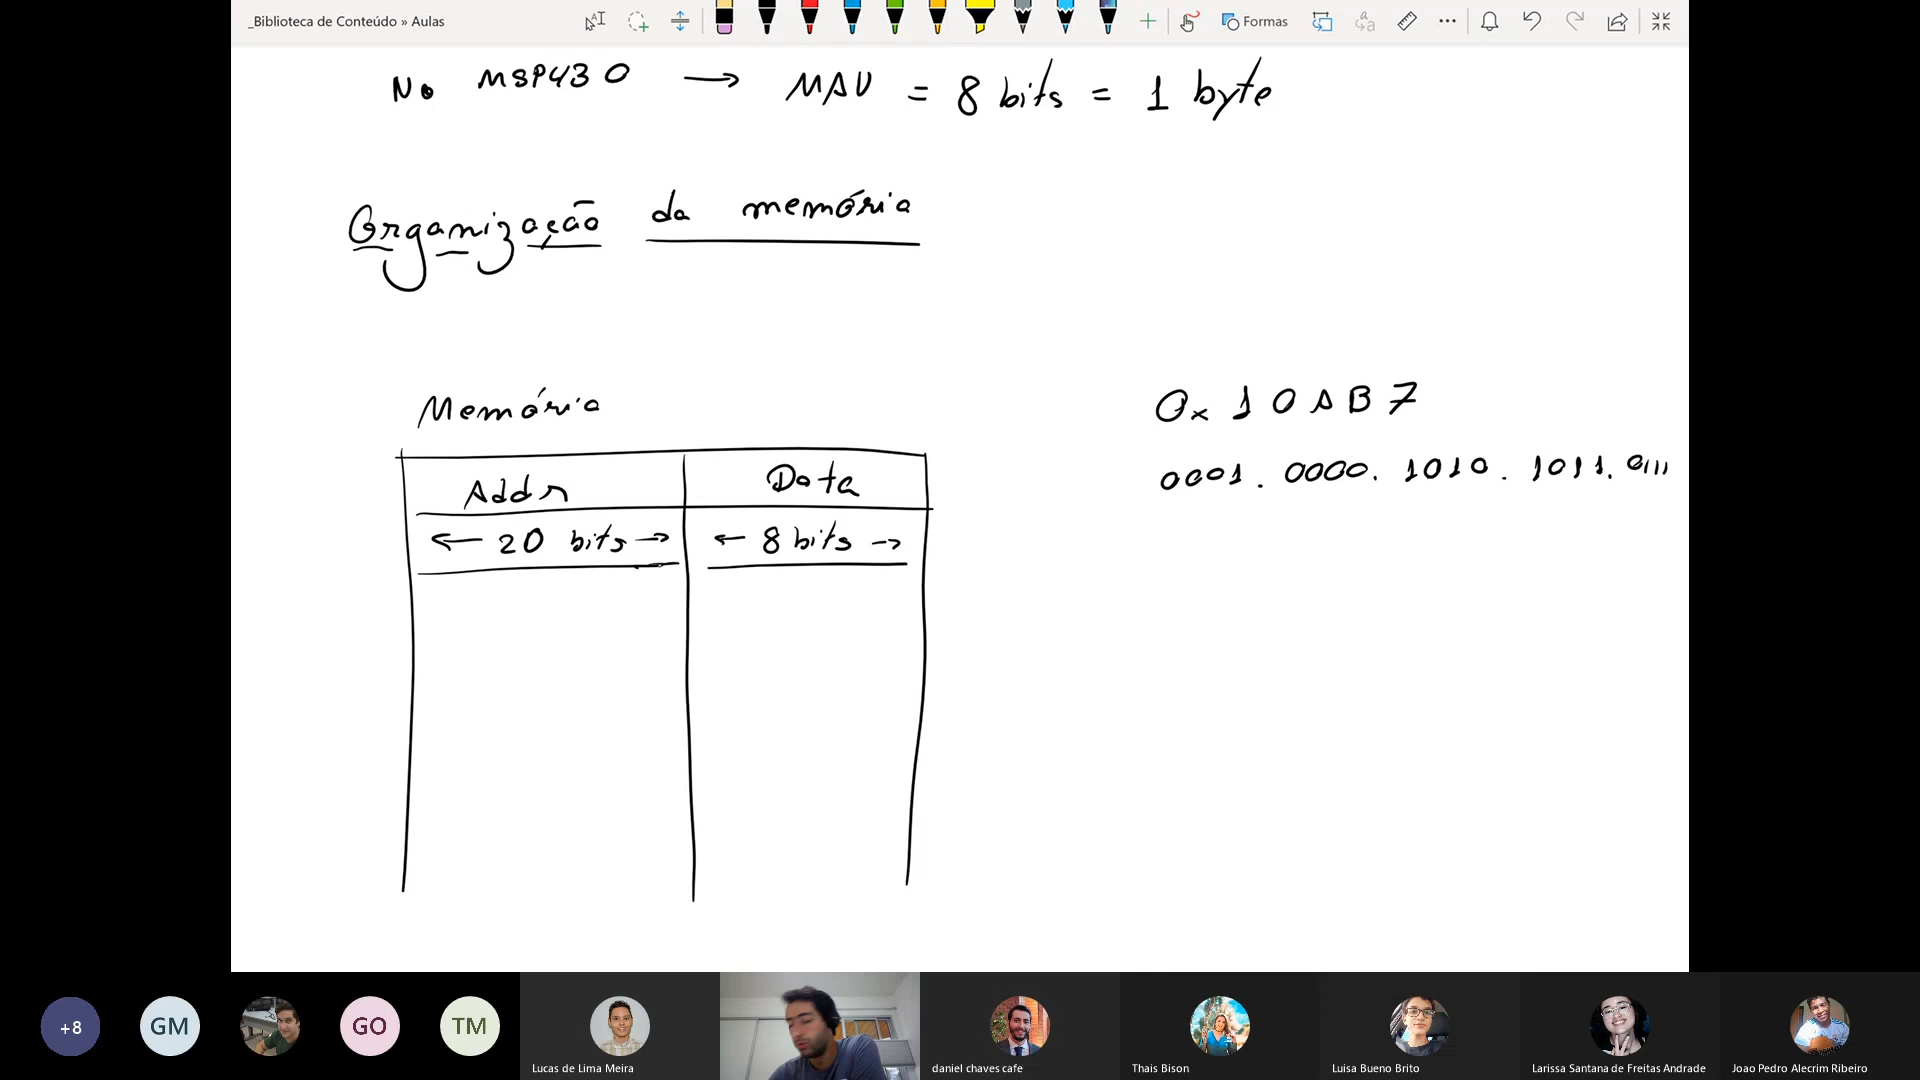 _Biblioteca de Conteúdo » Aulas
Formas
No MSP430 → MAU = 8 bits = 1 byte
Organização da memória
Memória
0x 10AB7
0001. 0000. 1010. 1011. 0111
Addr Data
← 20 bits → ← 8 bits →
+8 GM GO TM
Lucas de Lima Meira daniel chaves cafe Thais Bison Luisa Bueno Brito Larissa Santana de Freitas Andrade Joao Pedro Alecrim Ribeiro